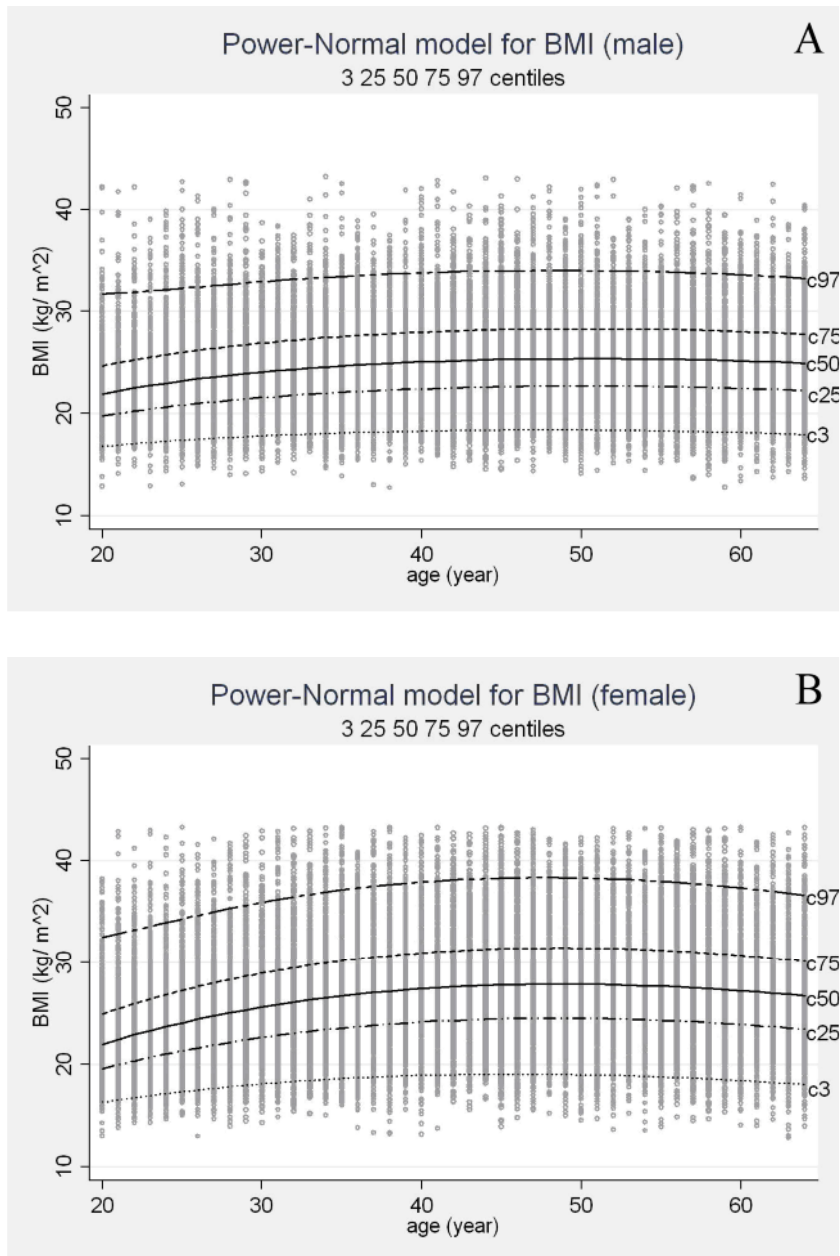 Power-Normal model for BMI (male)
A
3 25 50 75 97 centiles
BMI (kg/ m^2)
50
40
30
20
10
c97
c75
c50
c25
c3
20 30 40 50 60
age (year)
Power-Normal model for BMI (female)
B
3 25 50 75 97 centiles
BMI (kg/ m^2)
50
40
30
20
10
c97
c75
c50
c25
c3
20 30 40 50 60
age (year)